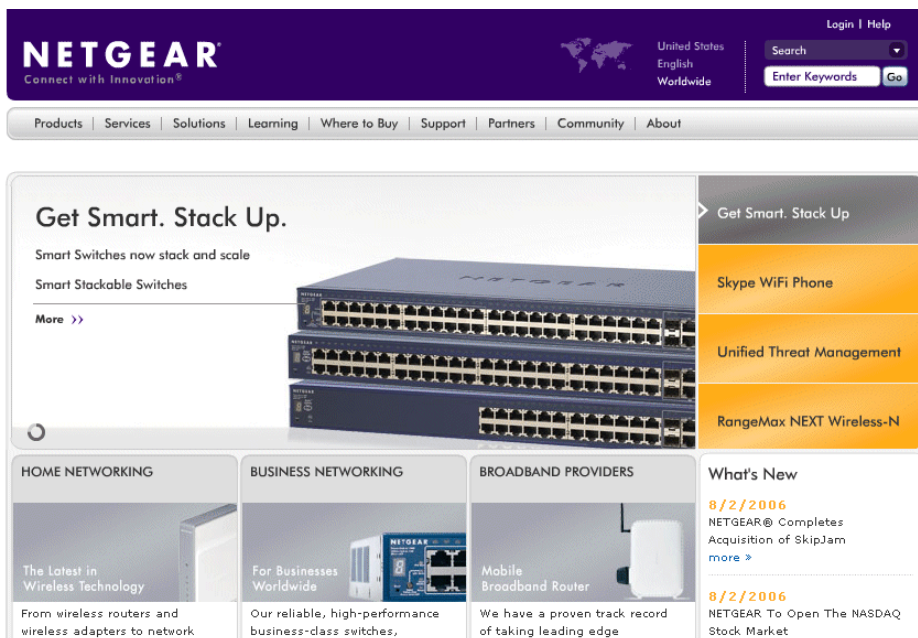 Login | Help
NETGEAR®
Connect with Innovation®
United States
English
Worldwide
Search
Enter Keywords
Go
Products | Services | Solutions | Learning | Where to Buy | Support | Partners | Community | About
Get Smart. Stack Up.
Smart Switches now stack and scale
Smart Stackable Switches
More >>
NETGEAR
NETGEAR
NETGEAR
NETGEAR
Get Smart. Stack Up
Skype WiFi Phone
Unified Threat Management
RangeMax NEXT Wireless-N
HOME NETWORKING
The Latest in
Wireless Technology
From wireless routers and
wireless adapters to network
BUSINESS NETWORKING
NETGEAR
8
For Businesses
Worldwide
Our reliable, high-performance
business-class switches,
BROADBAND PROVIDERS
Mobile
Broadband Router
We have a proven track record
of taking leading edge
What's New
8/2/2006
NETGEAR® Completes
Acquisition of SkipJam
more »
8/2/2006
NETGEAR To Open The NASDAQ
Stock Market